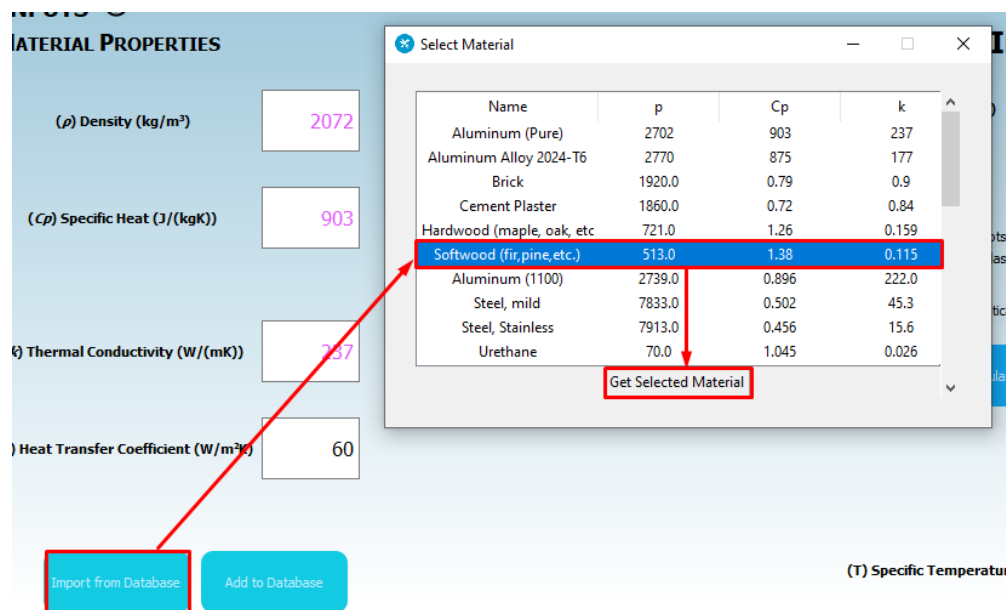 MATERIAL PROPERTIES
(ρ) Density (kg/m³)
2072
(Cp) Specific Heat (J/(kgK))
903
) Thermal Conductivity (W/(mK))
237
) Heat Transfer Coefficient (W/m²K)
60
Import from Database
Add to Database
Select Material
Name p Cp k
Aluminum (Pure) 2702 903 237
Aluminum Alloy 2024-T6 2770 875 177
Brick 1920.0 0.79 0.9
Cement Plaster 1860.0 0.72 0.84
Hardwood (maple, oak, etc 721.0 1.26 0.159
Softwood (fir,pine,etc.) 513.0 1.38 0.115
Aluminum (1100) 2739.0 0.896 222.0
Steel, mild 7833.0 0.502 45.3
Steel, Stainless 7913.0 0.456 15.6
Urethane 70.0 1.045 0.026
Get Selected Material
(T) Specific Temperatu